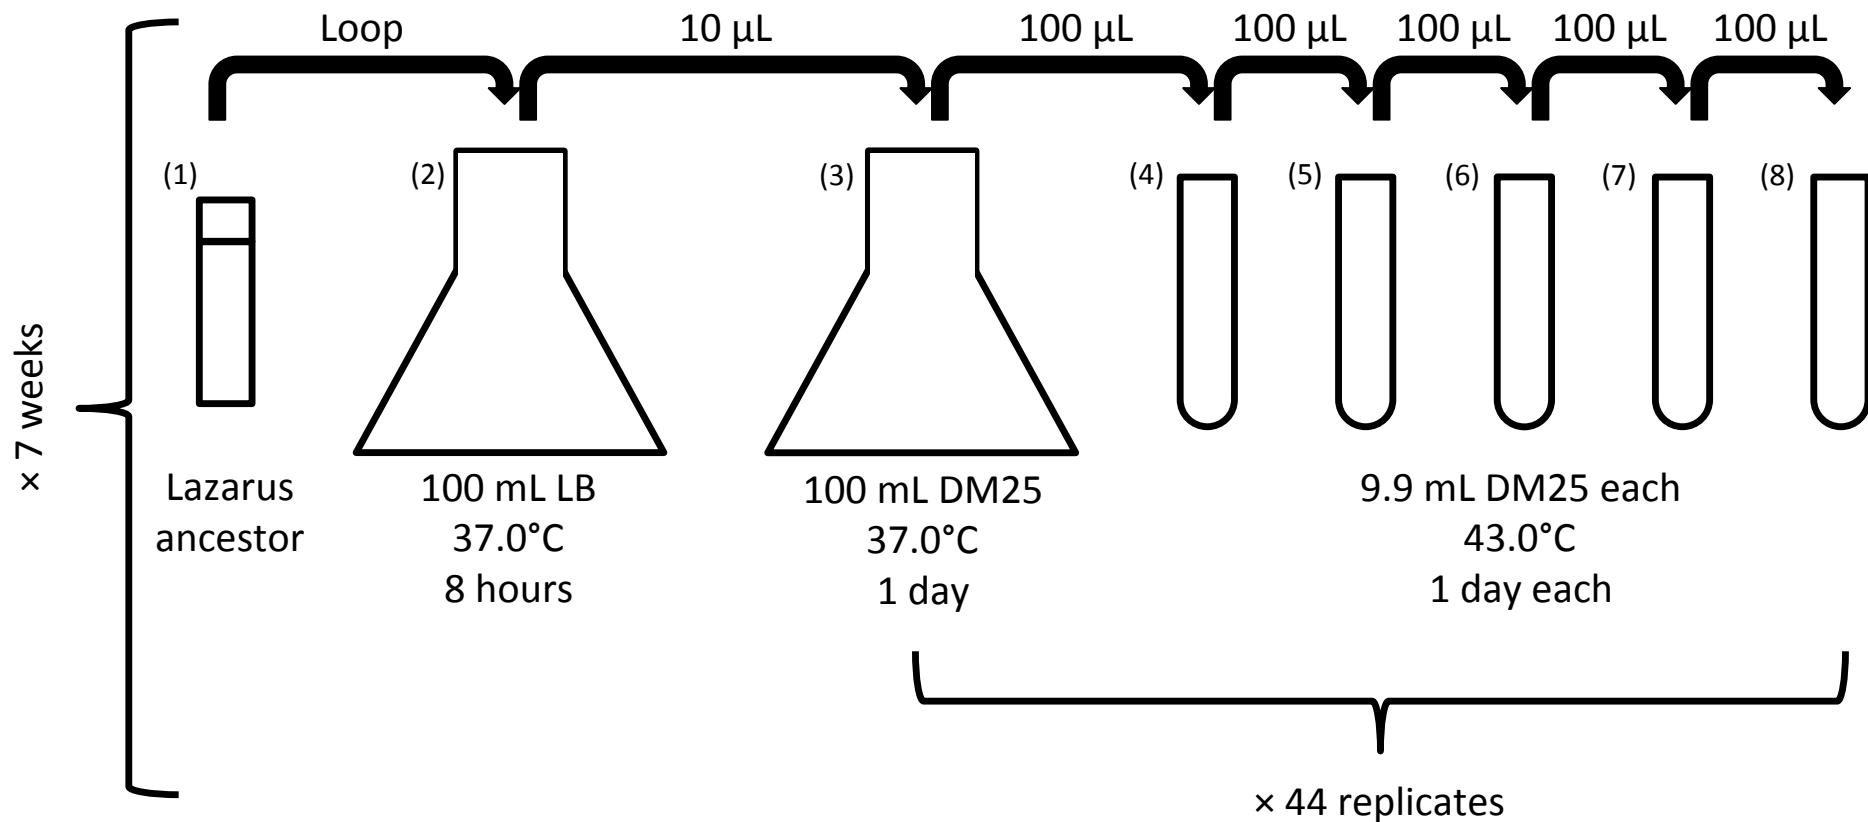 Loop
10 µL
100 µL
100 µL
100 µL
100 µL
100 µL
(1)
(2)
(3)
(4)
(5)
(6)
(7)
(8)
× 7 weeks
Lazarus
ancestor
100 mL LB
37.0°C
8 hours
100 mL DM25
37.0°C
1 day
9.9 mL DM25 each
43.0°C
1 day each
× 44 replicates